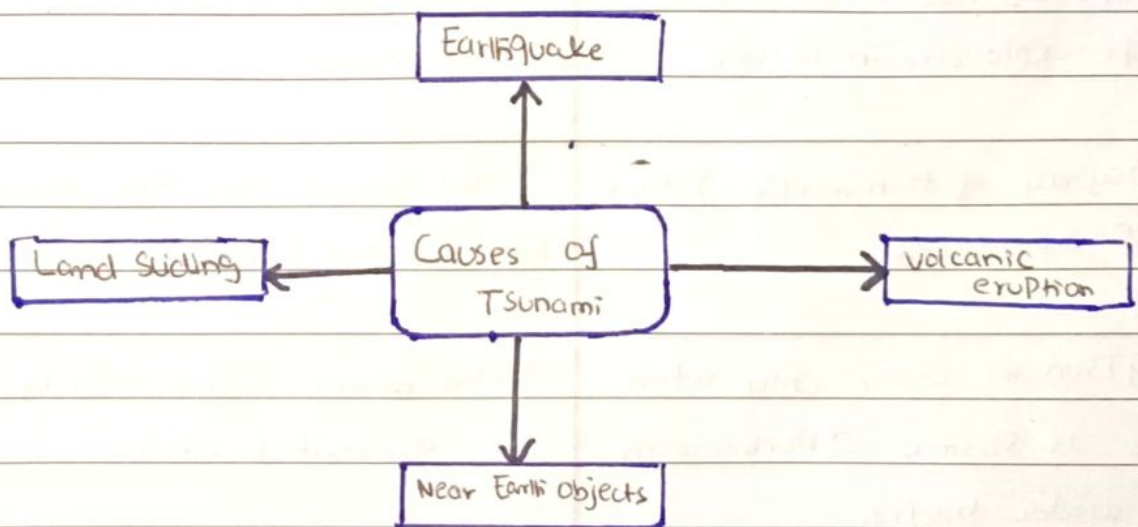 Earthquake
Land Sliding
Causes of
Tsunami
Volcanic
eruption
Near Earth Objects